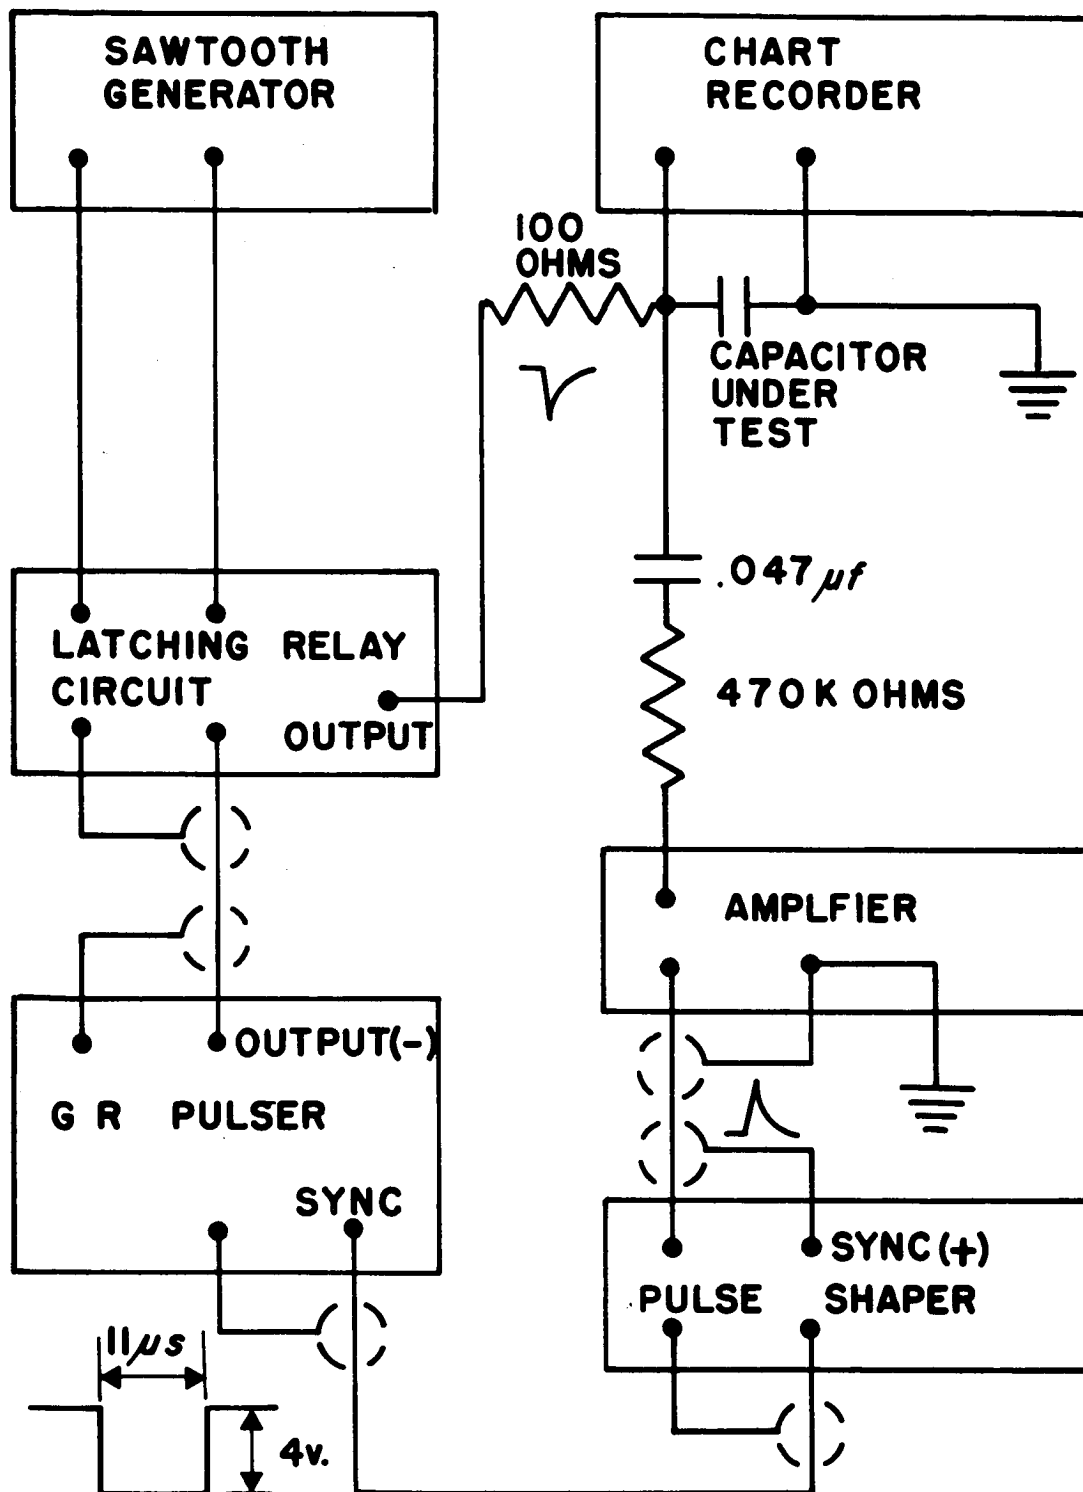 SAWTOOTH
GENERATOR
CHART
RECORDER
100
OHMS
CAPACITOR
UNDER
TEST
.047 μf
470K OHMS
LATCHING RELAY
CIRCUIT
OUTPUT
AMPLFIER
OUTPUT(-)
G R PULSER
SYNC
SYNC (+)
PULSE SHAPER
11 μs
4v.